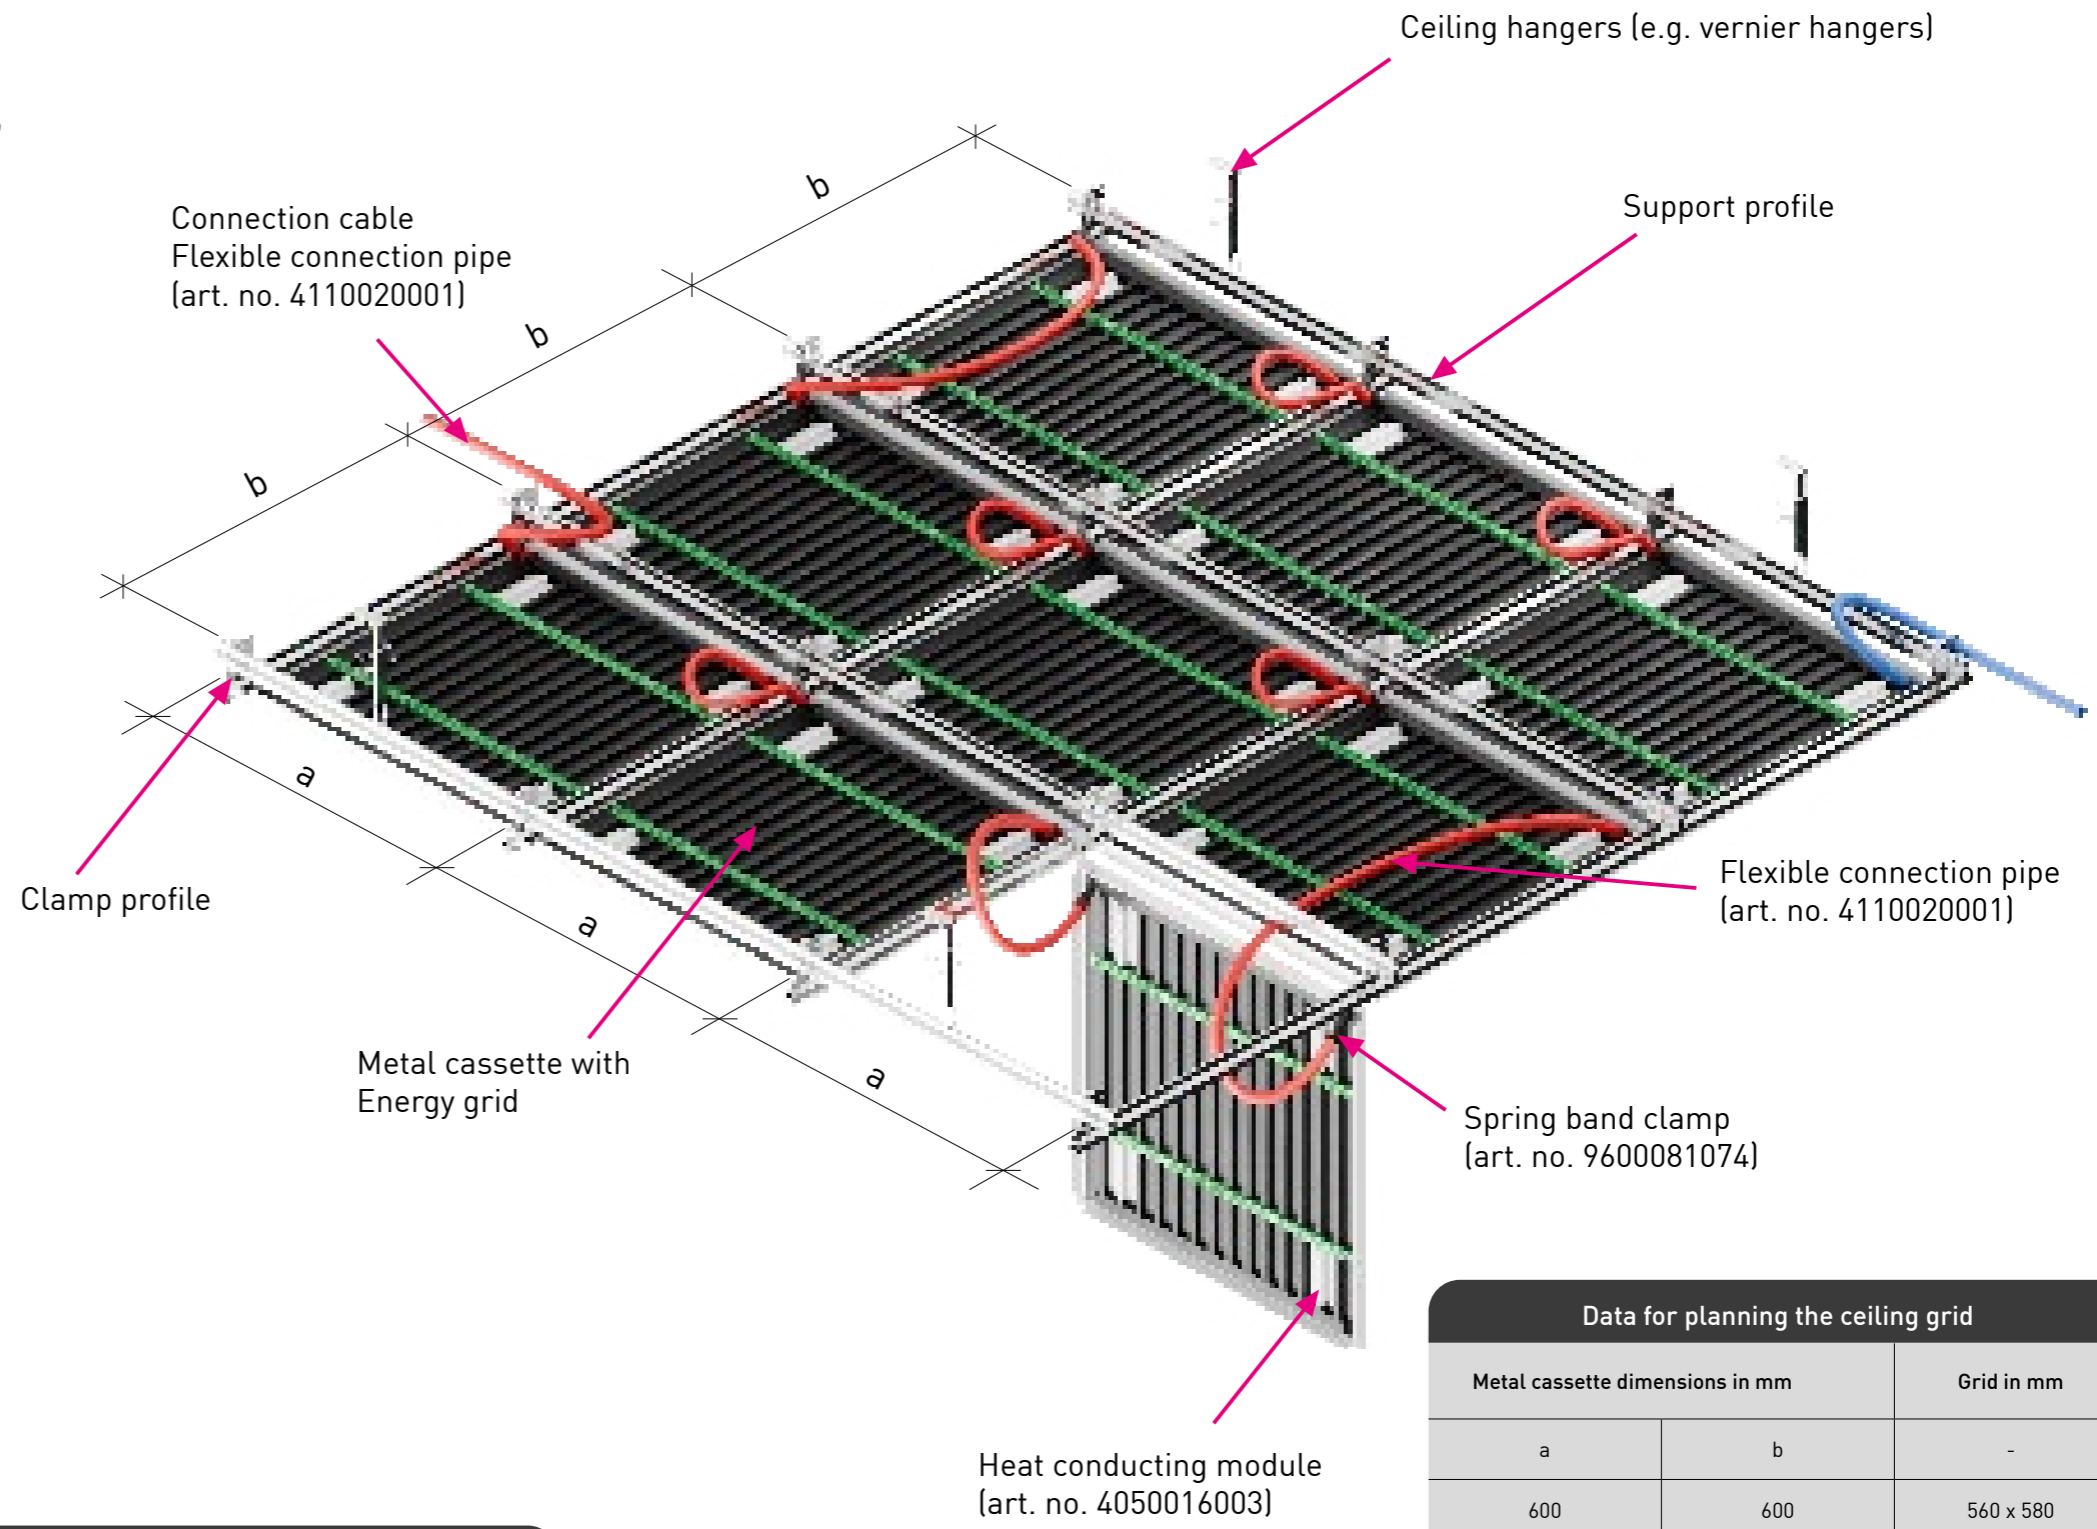 Ceiling hangers (e.g. vernier hangers)
Support profile
Connection cable
Flexible connection pipe
(art. no. 4110020001)
b
b
b
a
a
a
Clamp profile
Metal cassette with
Energy grid
Flexible connection pipe
(art. no. 4110020001)
Spring band clamp
(art. no. 9600081074)
Heat conducting module
(art. no. 4050016003)
Data for planning the ceiling grid
Metal cassette dimensions in mm Grid in mm
a b -
600 600 560 x 580